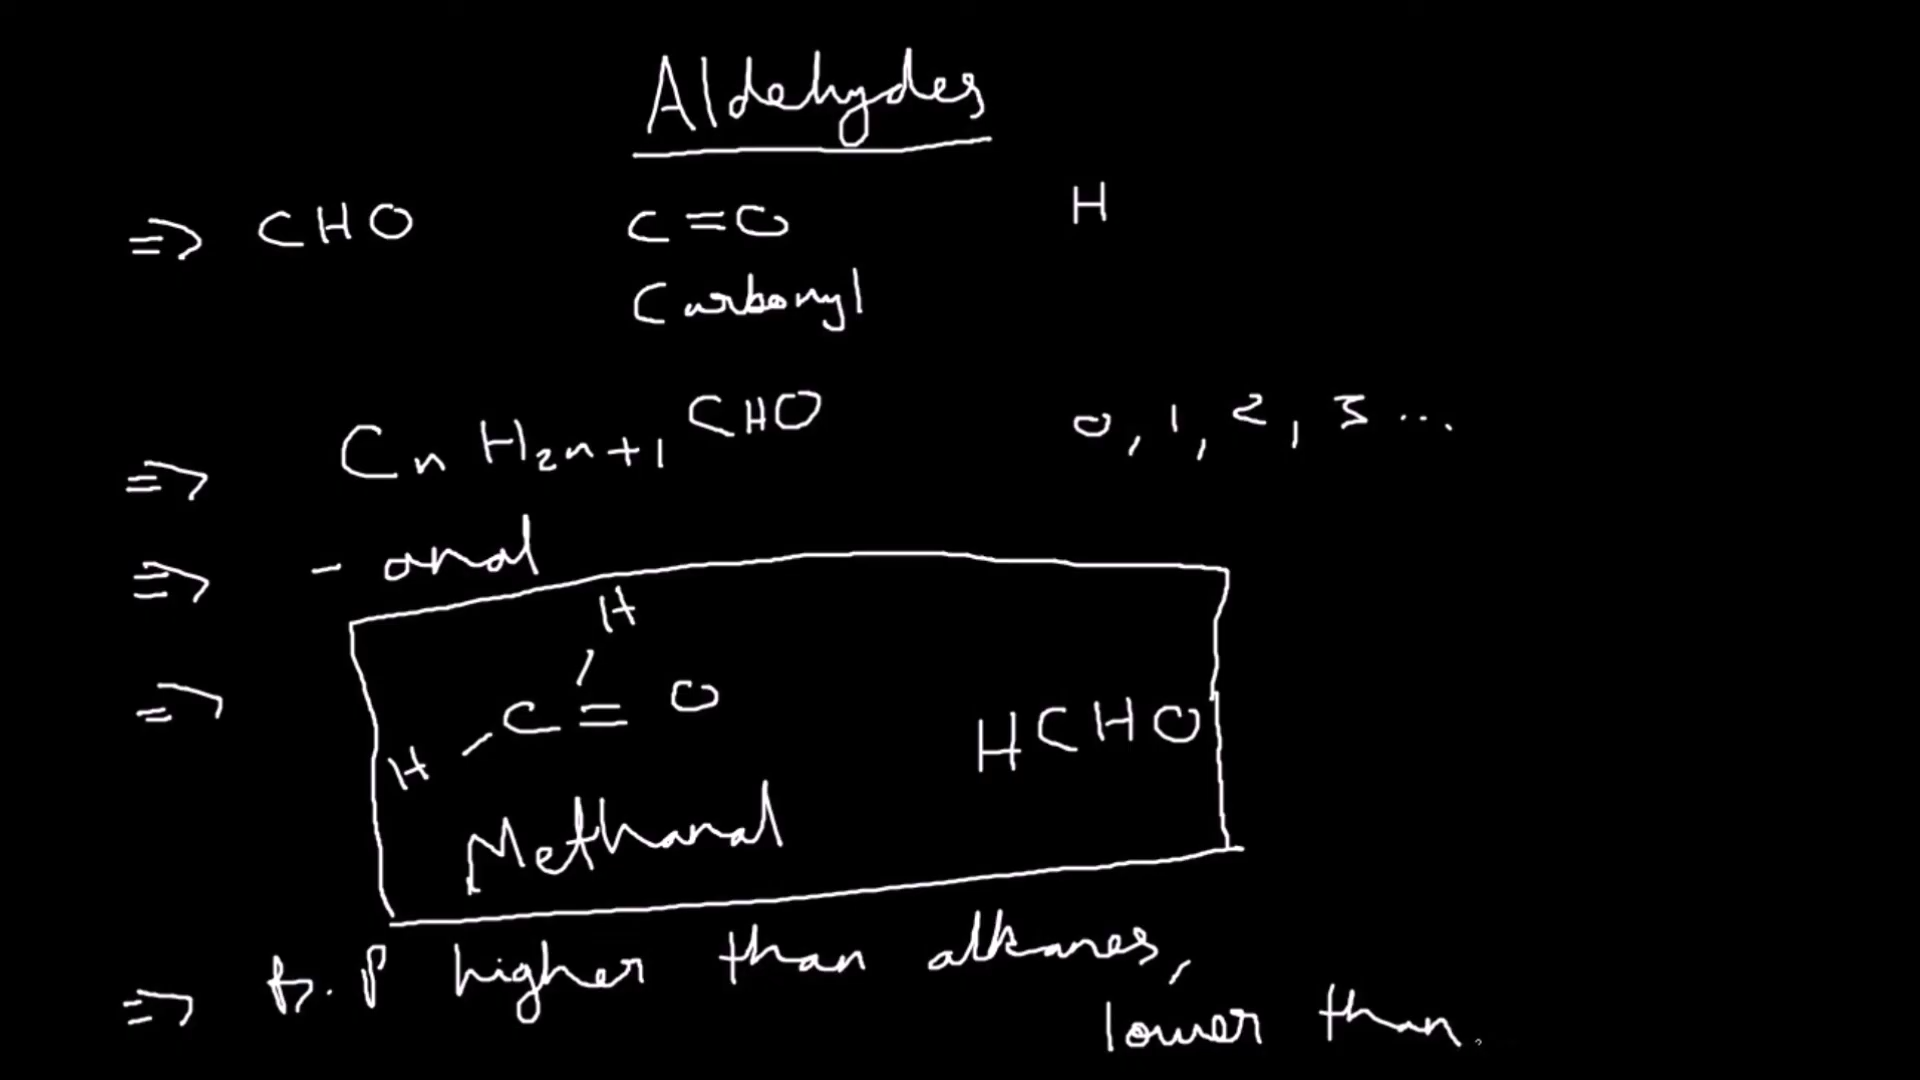 Aldehydes
=> CHO C=O H
Carbonyl
=> CnH2n+1CHO 0, 1, 2, 3 ...
=> - anal
H
=> C = O HCHO
H
Methanal
=> b.p higher than alkanes,
lower than